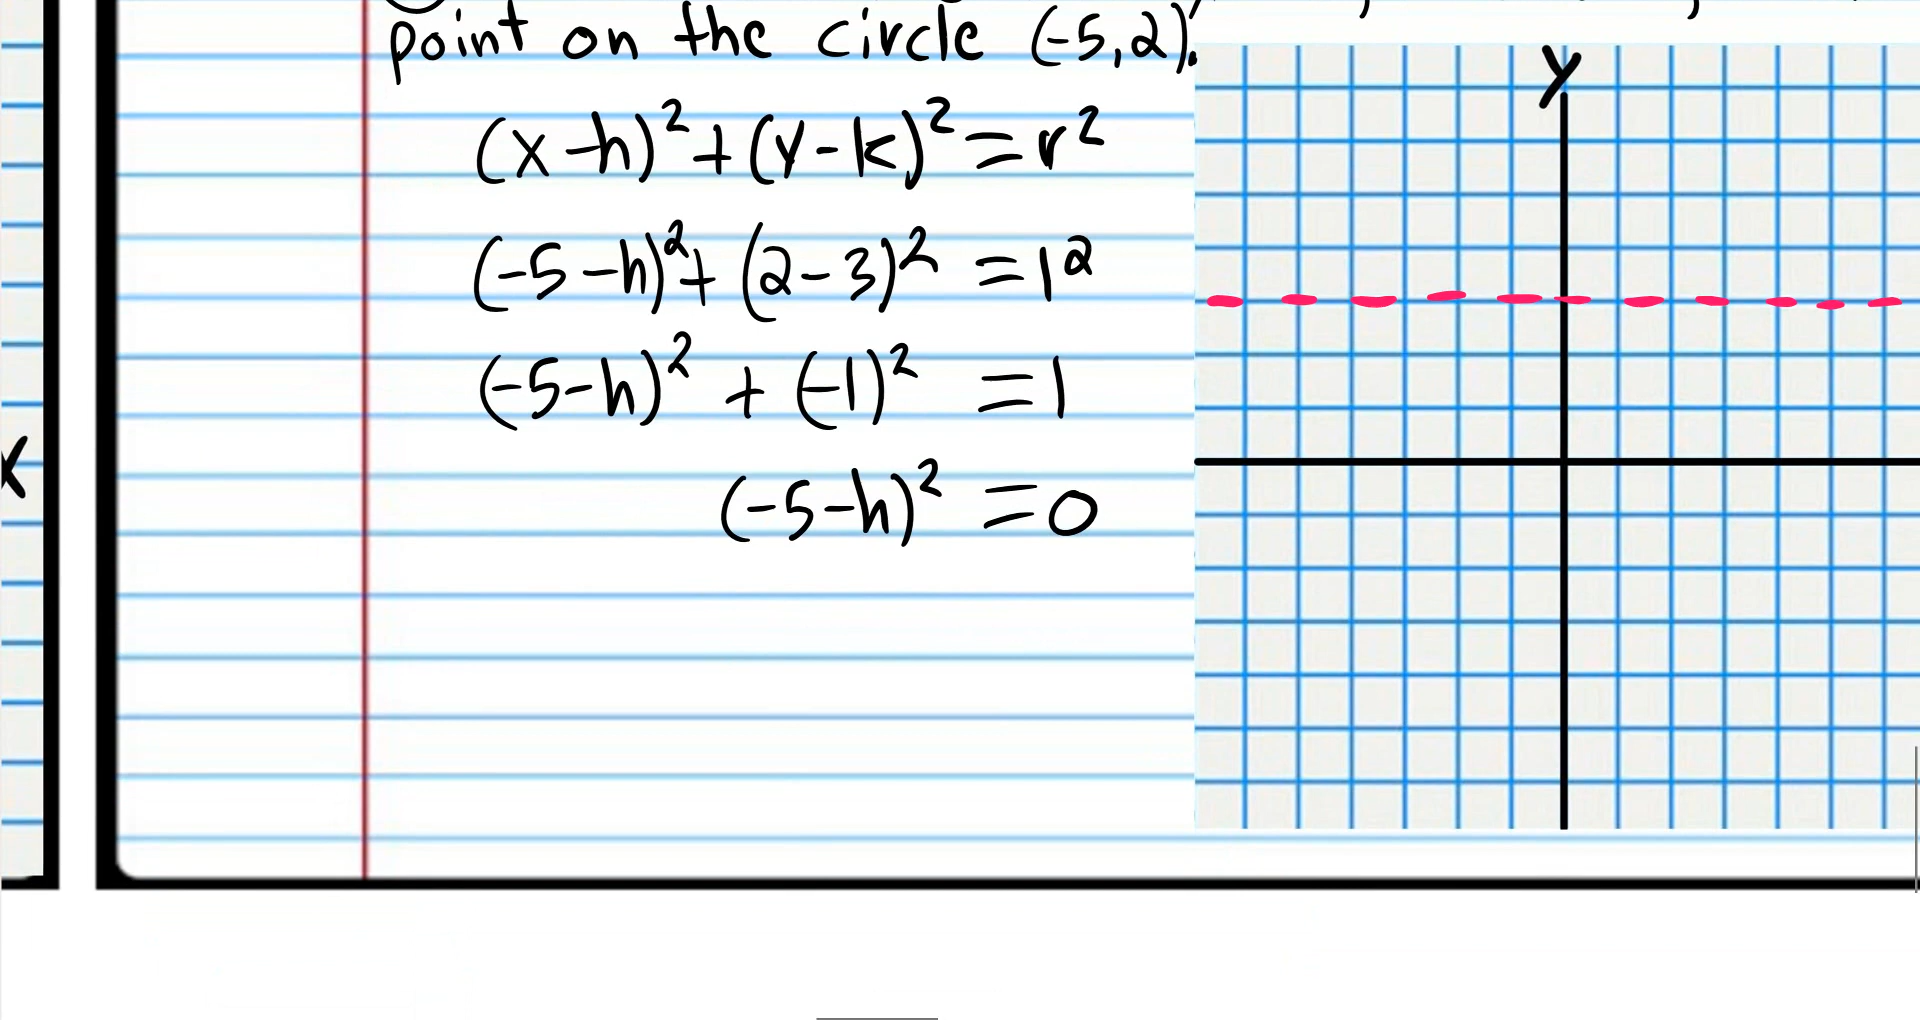 point on the circle (-5,2).
(x-h)²+(y-k)²=r²
(-5-h)²+(2-3)²=1²
(-5-h)²+(-1)²=1
(-5-h)²=0
y
x